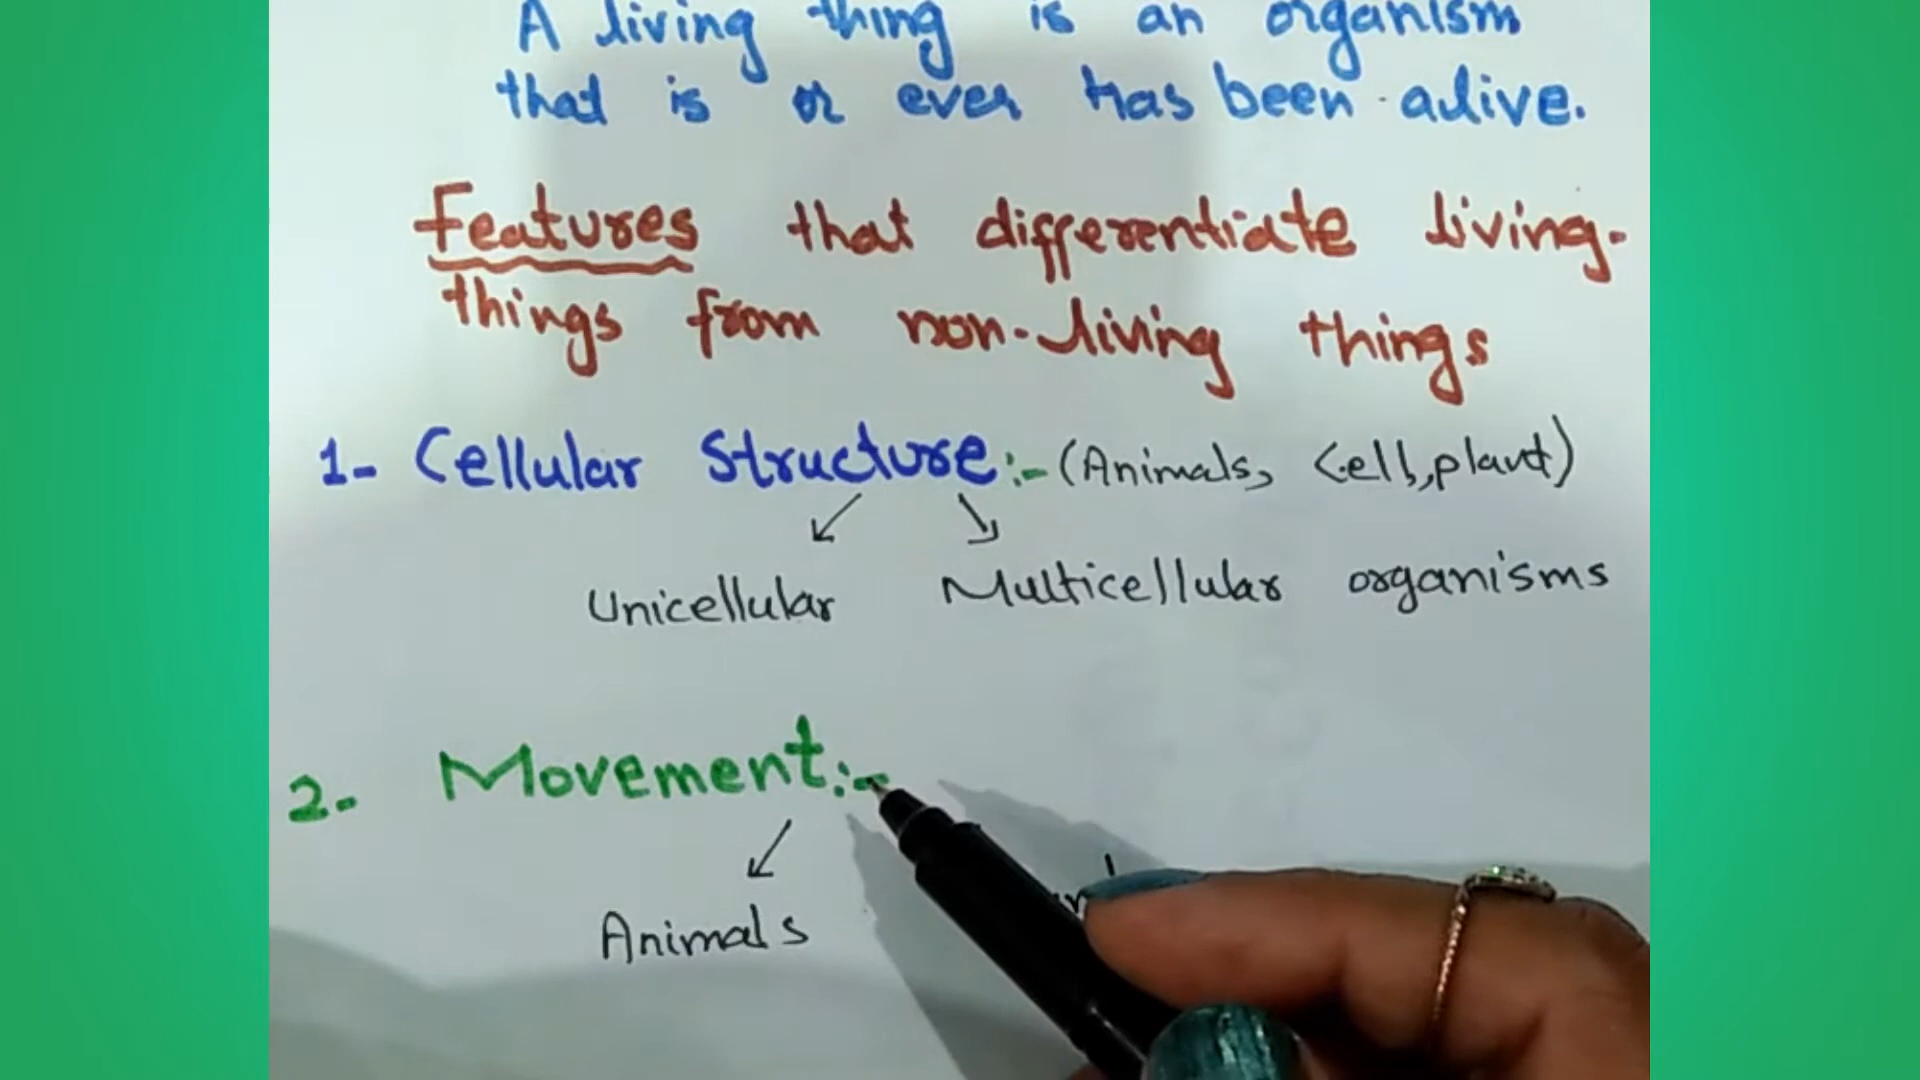 A living thing is an organism
that is or ever has been alive.
Features that differentiate living-
things from non-living things
1- Cellular Structure:- (Animals, Cell, plant)
Unicellular Multicellular organisms
2- Movement:-
Animals